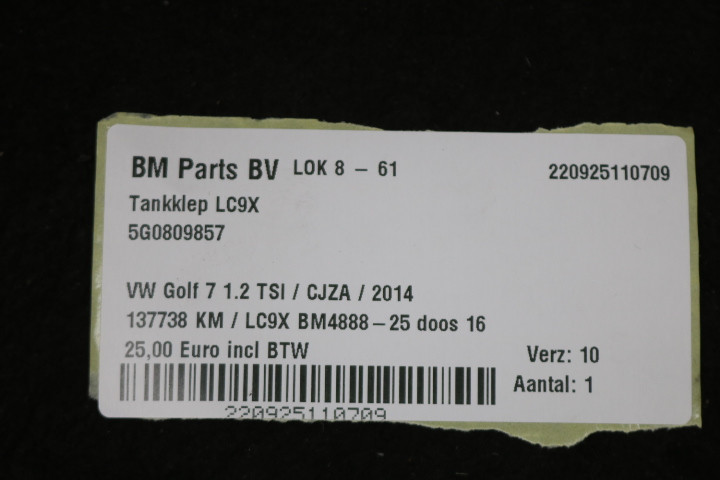 BM Parts BV LOK 8 - 61 220925110709
Tankklep LC9X
5G0809857
VW Golf 7 1.2 TSI / CJZA / 2014
137738 KM / LC9X BM4888-25 doos 16
25,00 Euro incl BTW Verz: 10
Aantal: 1
220925110709